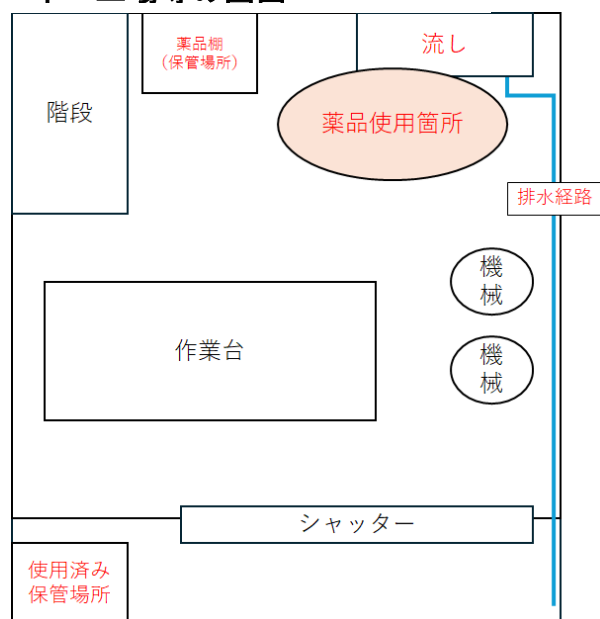 薬品棚
（保管場所）
流し
階段
薬品使用箇所
排水経路
機
械
作業台
機
械
シャッター
使用済み
保管場所